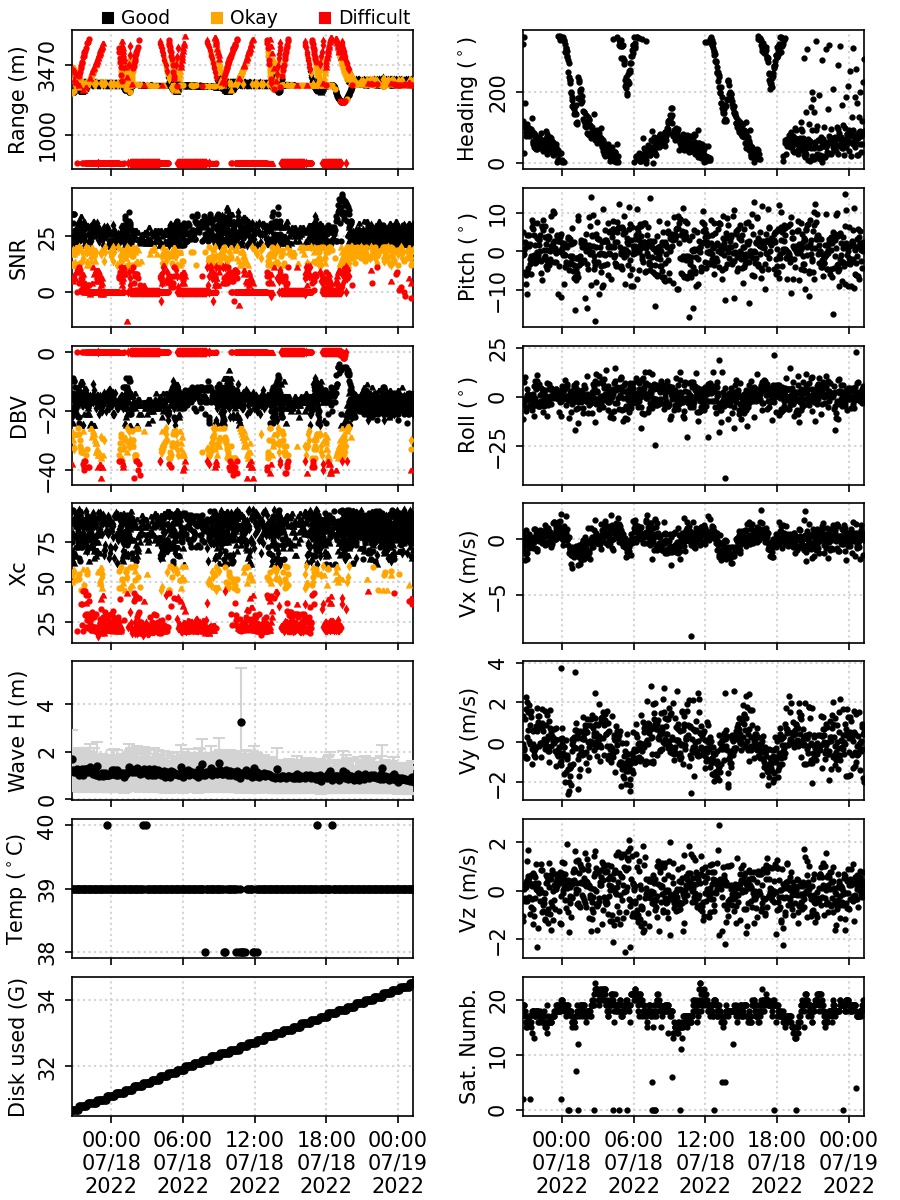 Good Okay Difficult
Range (m)
3470
1000
Heading (°)
200
0
SNR
25
0
Pitch (°)
10
0
−10
DBV
0
−20
−40
Roll (°)
25
0
−25
Xc
75
50
25
Vx (m/s)
0
−5
Wave H (m)
4
2
0
Vy (m/s)
4
2
0
−2
Temp (°C)
40
39
38
Vz (m/s)
2
0
−2
Disk used (G)
34
32
Sat. Numb.
20
10
0
00:00 06:00 12:00 18:00 00:00
07/18 07/18 07/18 07/18 07/19
2022 2022 2022 2022 2022
00:00 06:00 12:00 18:00 00:00
07/18 07/18 07/18 07/18 07/19
2022 2022 2022 2022 2022